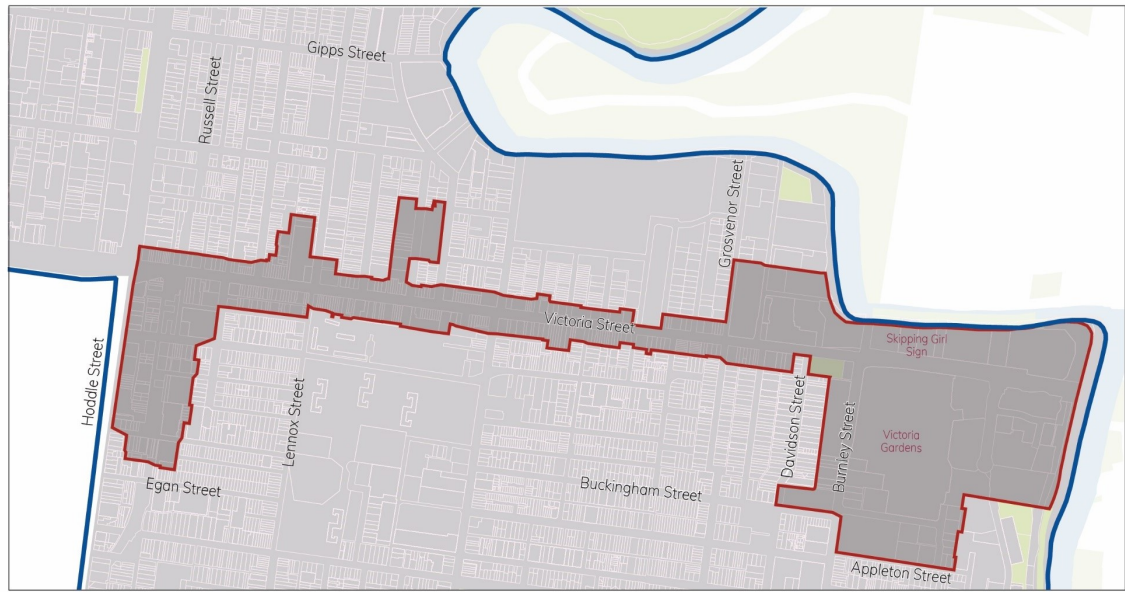 Gipps Street
Russell Street
Grosvenor Street
Victoria Street
Skipping Girl
Sign
Hoddle Street
Lennox Street
Davidson Street
Burnley Street
Victoria
Gardens
Egan Street
Buckingham Street
Appleton Street